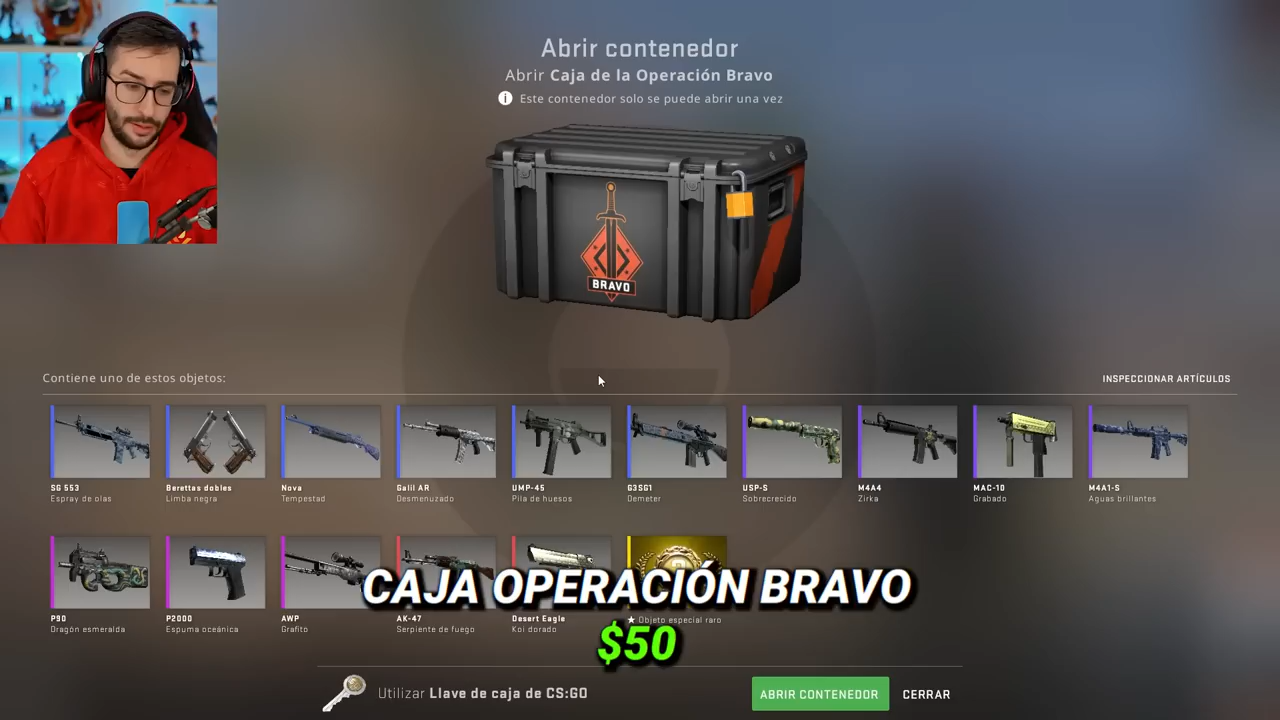 Abrir contenedor
Abrir Caja de la Operación Bravo
Este contenedor solo se puede abrir una vez
BRAVO
Contiene uno de estos objetos:
INSPECCIONAR ARTÍCULOS
SG 553
Espray de olas
Berettas dobles
Limba negra
Nova
Tempestad
Galil AR
Desmenuzado
UMP-45
Pila de huesos
G3SG1
Demeter
USP-S
Sobrecrecido
M4A4
Zirka
MAC-10
Grabado
M4A1-S
Aguas brillantes
P90
Dragón esmeralda
P2000
Espuma oceánica
AWP
Grafito
AK-47
Serpiente de fuego
Desert Eagle
Koi dorado
★ Objeto especial raro
CAJA OPERACIÓN BRAVO
$50
Utilizar Llave de caja de CS:GO
ABRIR CONTENEDOR
CERRAR